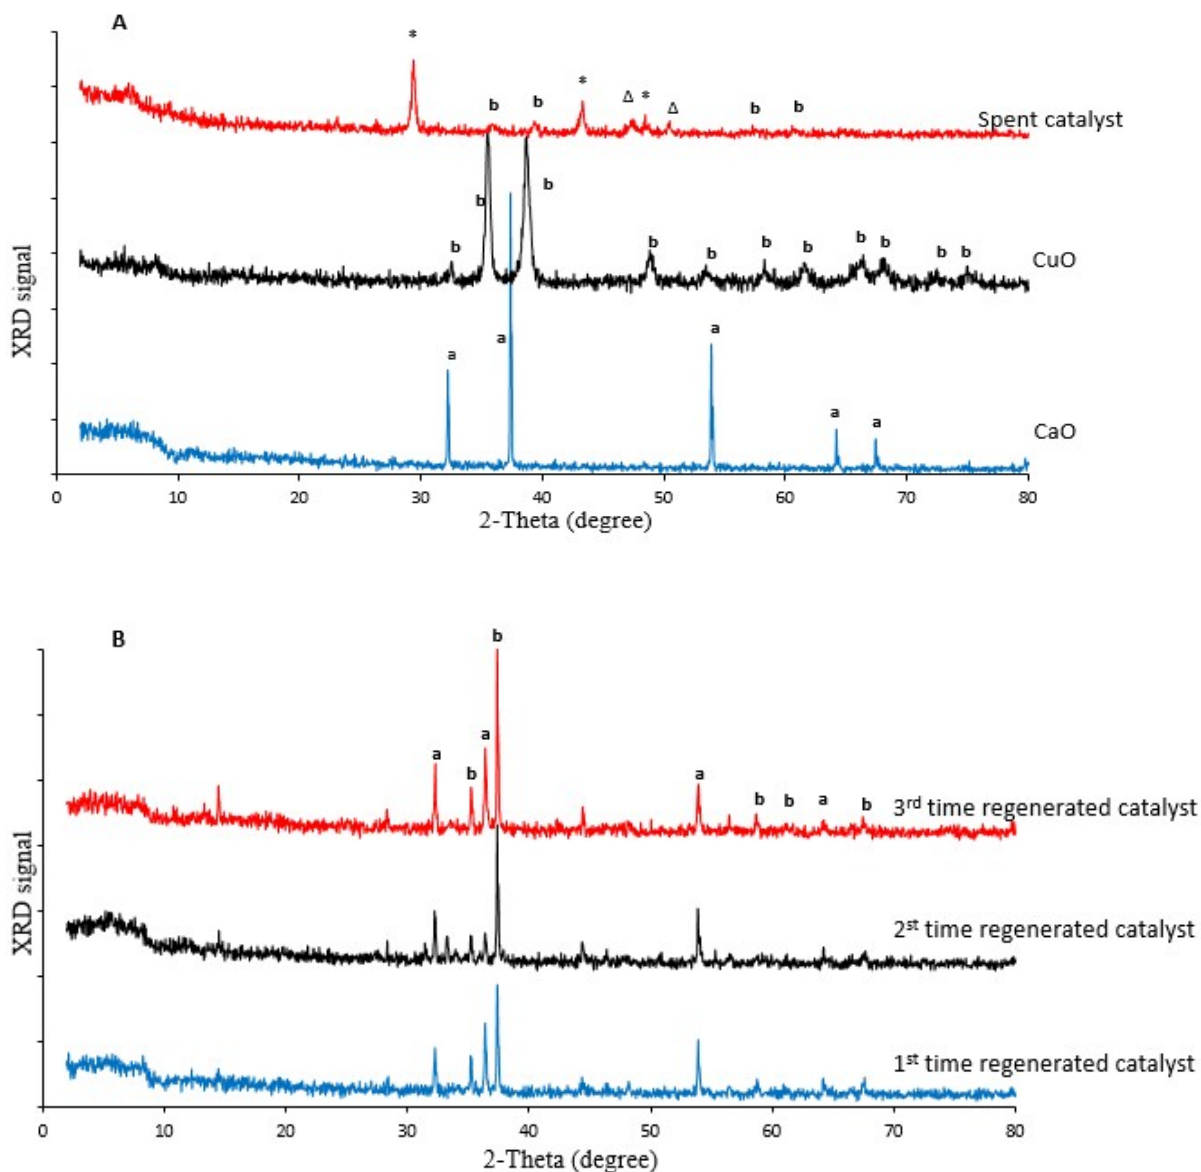 A
*
*
Δ
*
Δ
b
b
b
b
Spent catalyst
b
b
b
b
b
b
b
b
b
b
b
CuO
a
a
a
a
a
CaO
XRD signal
0
10
20
30
40
50
60
70
80
2-Theta (degree)
B
b
a
b
a
a
b
b
a
b
3rd time regenerated catalyst
2st time regenerated catalyst
1st time regenerated catalyst
XRD signal
0
10
20
30
40
50
60
70
80
2-Theta (degree)